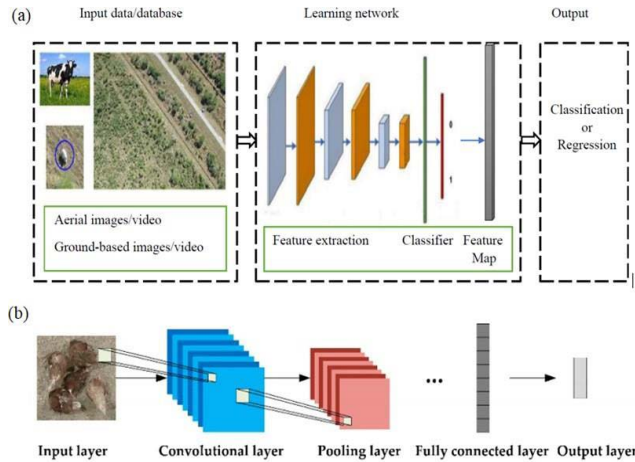 (a)
Input data/database
Learning network
Output
Aerial images/video
Ground-based images/video
0
1
Feature extraction
Classifier
Feature
Map
Classification
or
Regression
(b)
...
Input layer
Convolutional layer
Pooling layer
Fully connected layer
Output layer